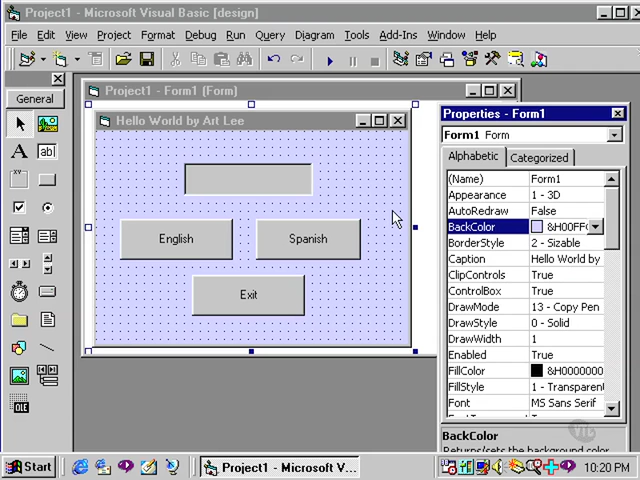 Project1 - Microsoft Visual Basic [design]
File Edit View Project Format Debug Run Query Diagram Tools Add-Ins Window Help
General
A
ab
xy
OLE
Project1 - Form1 (Form)
Hello World by Art Lee
English
Spanish
Exit
Properties - Form1
Form1 Form
Alphabetic Categorized
(Name) Form1
Appearance 1 - 3D
AutoRedraw False
BackColor &H00FF
BorderStyle 2 - Sizable
Caption Hello World by
ClipControls True
ControlBox True
DrawMode 13 - Copy Pen
DrawStyle 0 - Solid
DrawWidth 1
Enabled True
FillColor &H0000000
FillStyle 1 - Transparent
Font MS Sans Serif
BackColor
Returns/sets the background color
Start
Project1 - Microsoft V...
10:20 PM